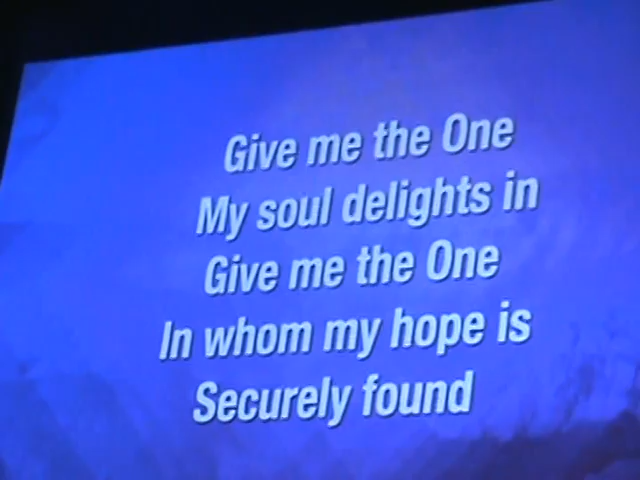 Give me the One
My soul delights in
Give me the One
In whom my hope is
Securely found